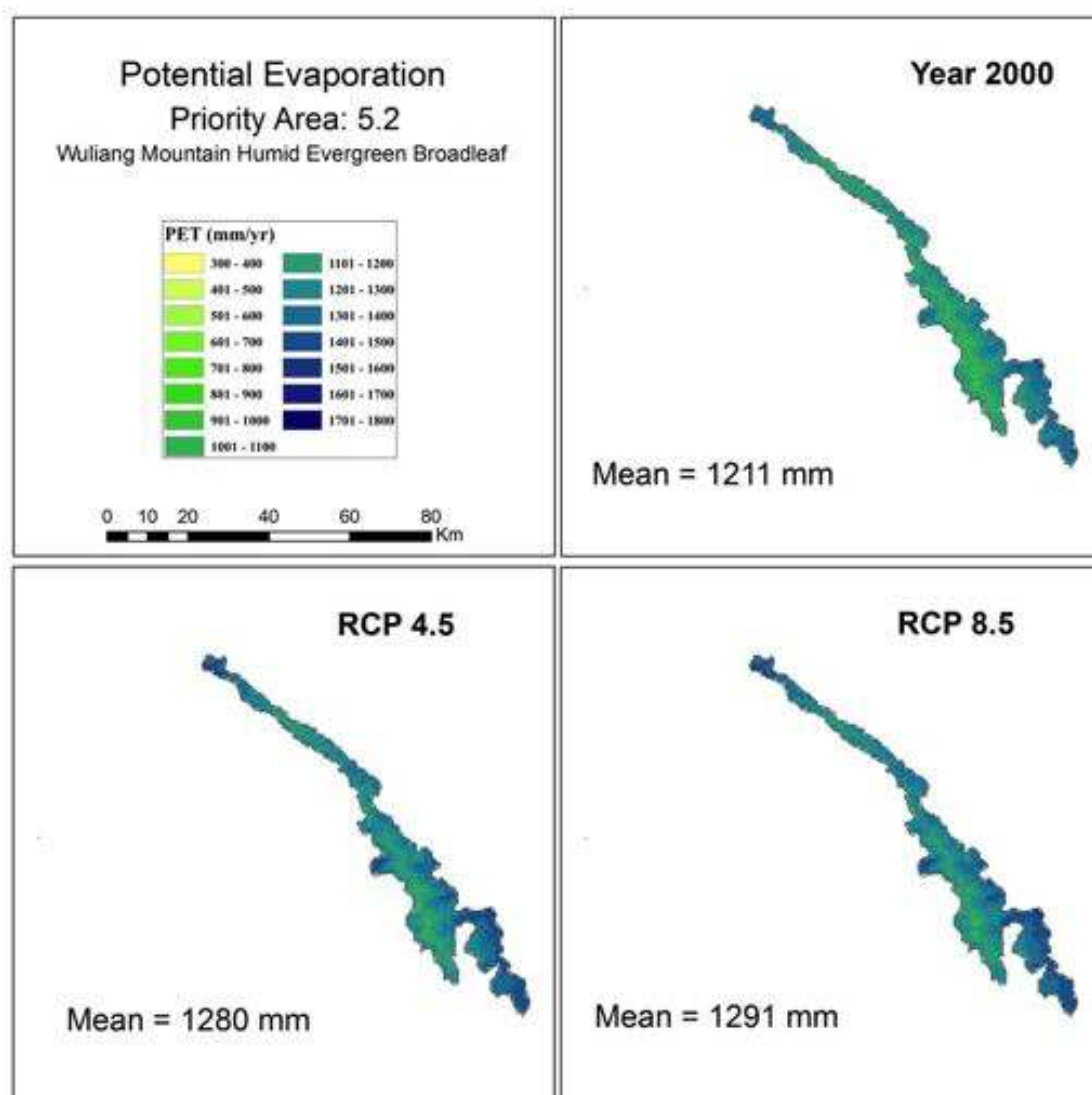 Potential Evaporation
Priority Area: 5.2
Wuliang Mountain Humid Evergreen Broadleaf
PET (mm/yr)
300 - 400
401 - 500
501 - 600
601 - 700
701 - 800
801 - 900
901 - 1000
1001 - 1100
1101 - 1200
1201 - 1300
1301 - 1400
1401 - 1500
1501 - 1600
1601 - 1700
1701 - 1800
0 10 20 40 60 80
Km
Year 2000
Mean = 1211 mm
RCP 4.5
Mean = 1280 mm
RCP 8.5
Mean = 1291 mm